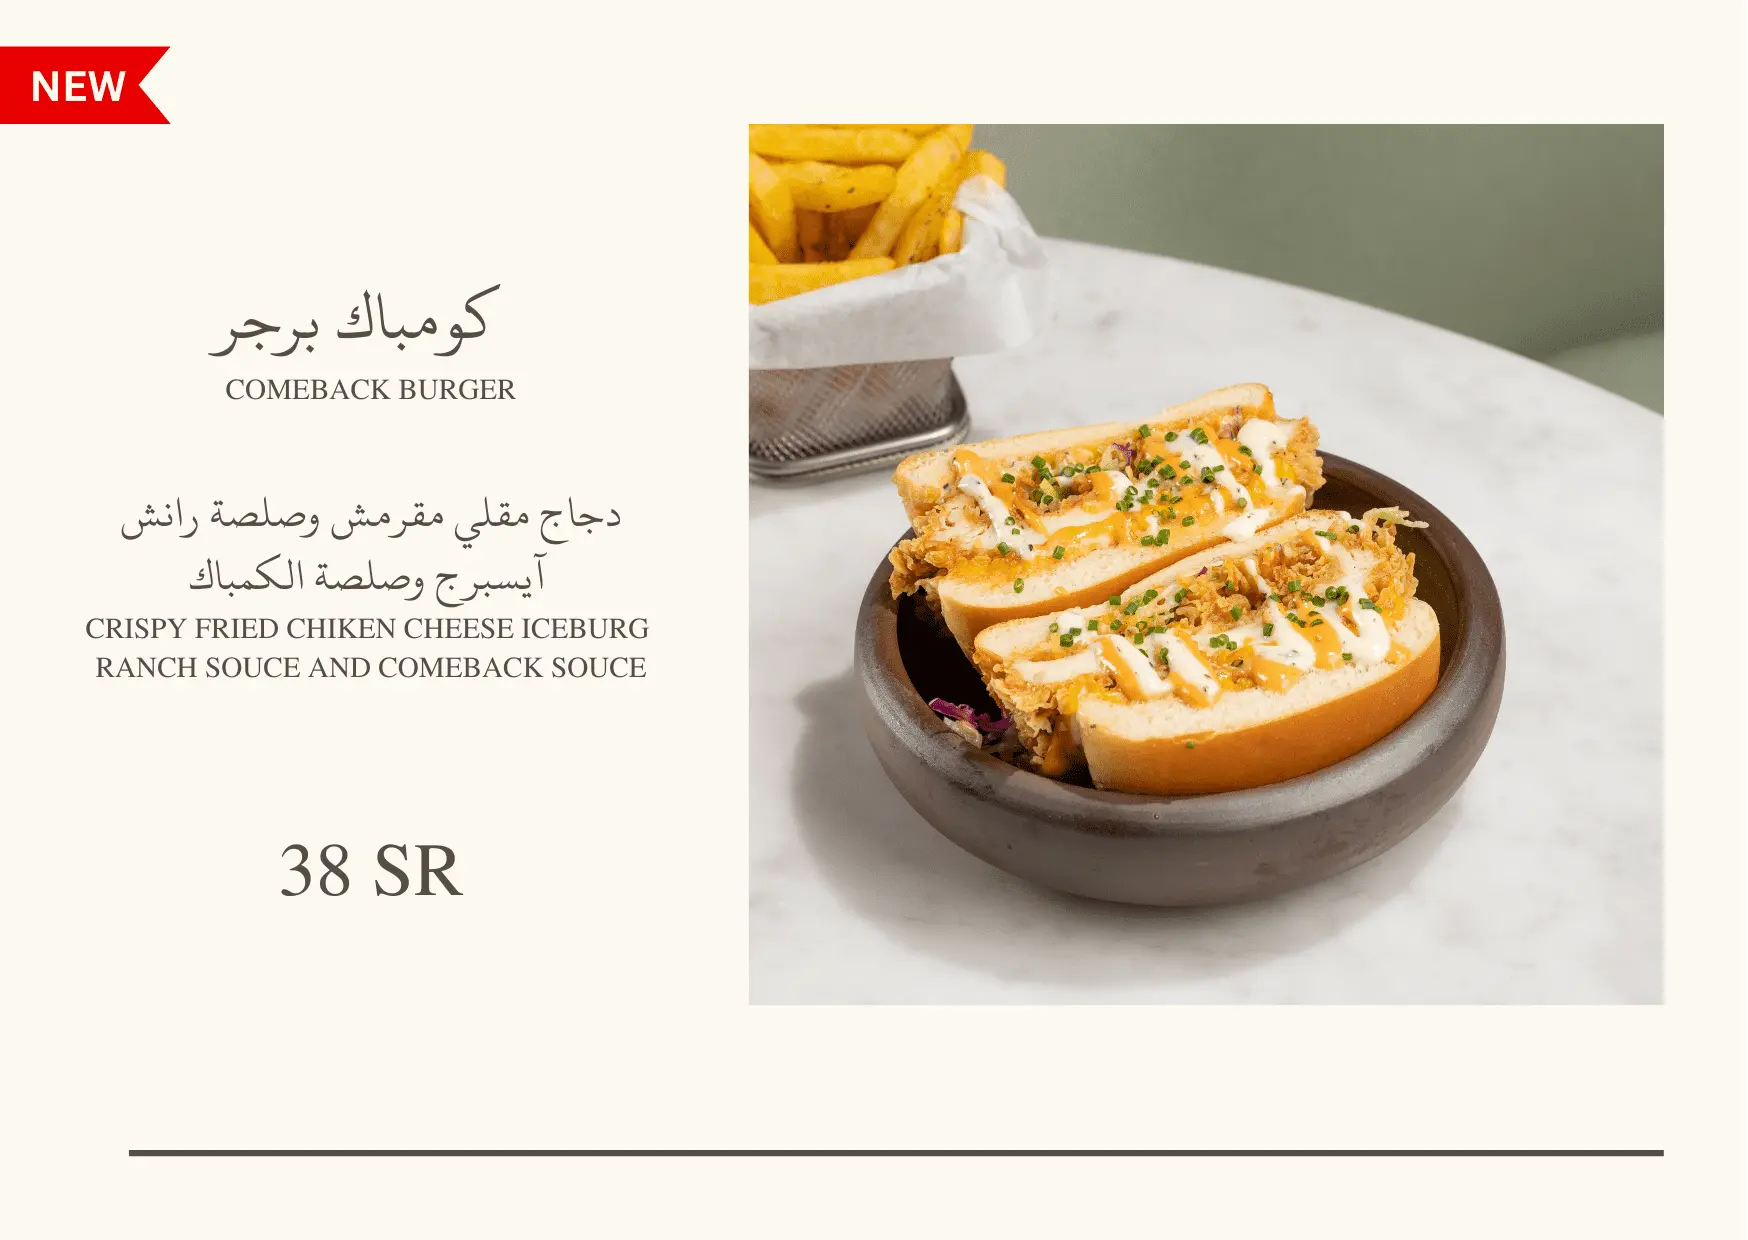 NEW
كومباك برجر
COMEBACK BURGER
دجاج مقلي مقرمش وصلصة رانش
آيسبرج وصلصة الكمباك
CRISPY FRIED CHIKEN CHEESE ICEBURG
RANCH SOUCE AND COMEBACK SOUCE
38 SR